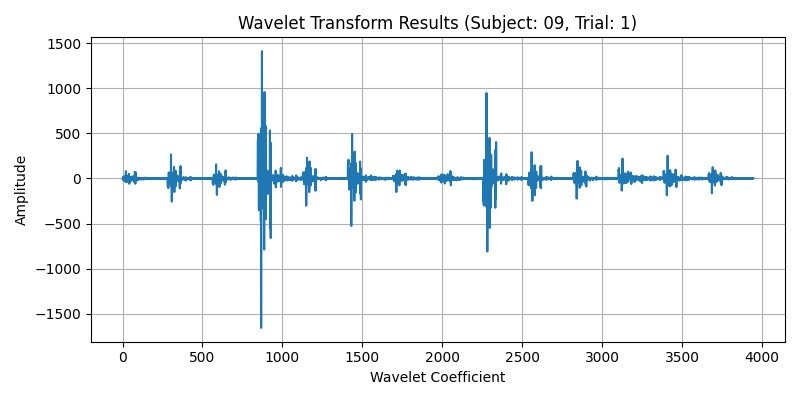 Wavelet Transform Results (Subject: 09, Trial: 1)
1500
1000
500
0
−500
−1000
−1500
Amplitude
0 500 1000 1500 2000 2500 3000 3500 4000
Wavelet Coefficient